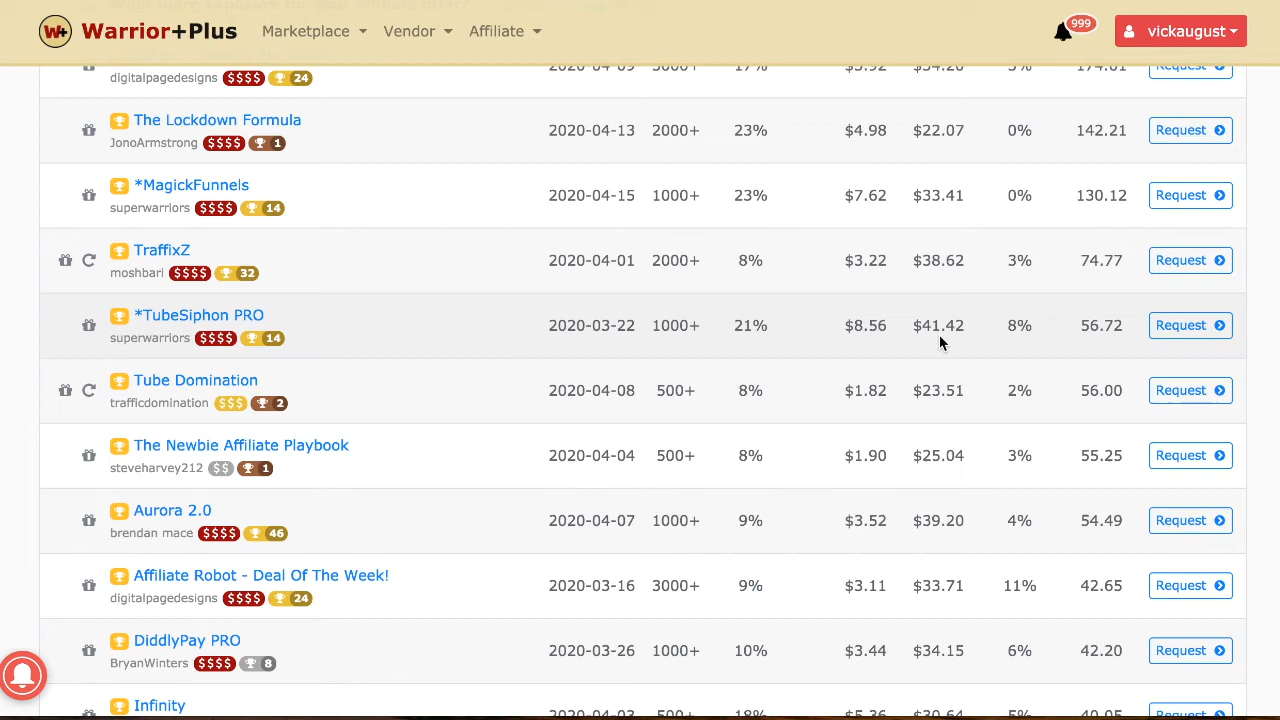 W+ Warrior+Plus Marketplace Vendor Affiliate 999 vickaugust
digitalpagedesigns $$$$ 24
The Lockdown Formula
JonoArmstrong $$$$ 1
2020-04-13 2000+ 23% $4.98 $22.07 0% 142.21 Request
*MagickFunnels
superwarriors $$$$ 14
2020-04-15 1000+ 23% $7.62 $33.41 0% 130.12 Request
TraffixZ
moshbari $$$$ 32
2020-04-01 2000+ 8% $3.22 $38.62 3% 74.77 Request
*TubeSiphon PRO
superwarriors $$$$ 14
2020-03-22 1000+ 21% $8.56 $41.42 8% 56.72 Request
Tube Domination
trafficdomination $$$ 2
2020-04-08 500+ 8% $1.82 $23.51 2% 56.00 Request
The Newbie Affiliate Playbook
steveharvey212 $$ 1
2020-04-04 500+ 8% $1.90 $25.04 3% 55.25 Request
Aurora 2.0
brendan mace $$$$ 46
2020-04-07 1000+ 9% $3.52 $39.20 4% 54.49 Request
Affiliate Robot - Deal Of The Week!
digitalpagedesigns $$$$ 24
2020-03-16 3000+ 9% $3.11 $33.71 11% 42.65 Request
DiddlyPay PRO
BryanWinters $$$$ 8
2020-03-26 1000+ 10% $3.44 $34.15 6% 42.20 Request
Infinity